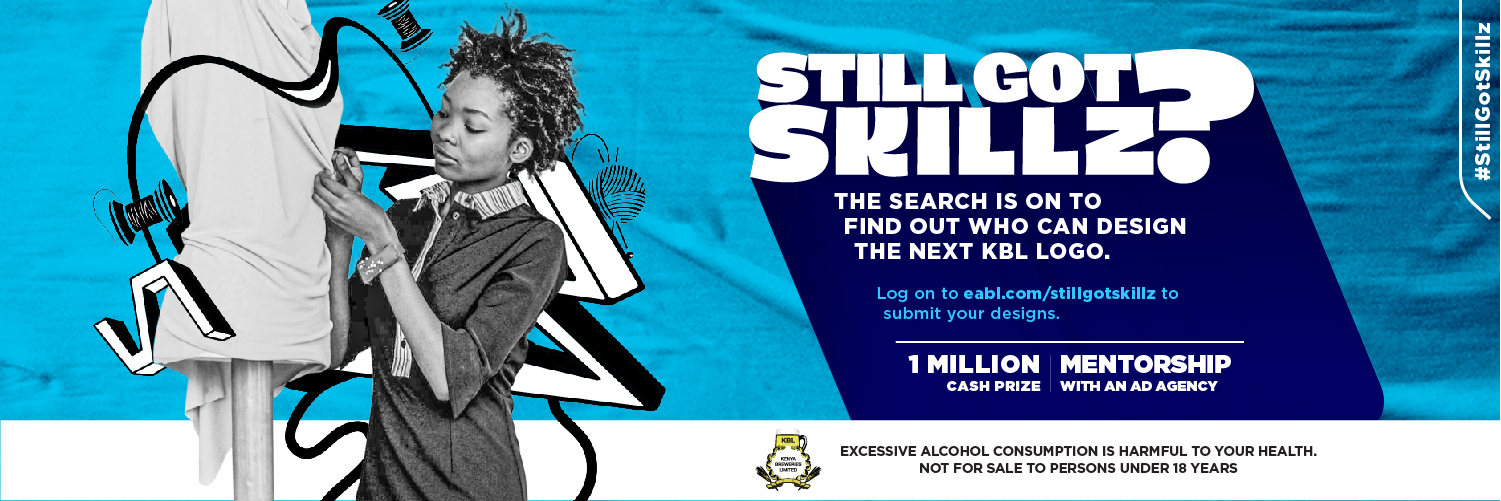 STILL GOT
SKILLZ?
THE SEARCH IS ON TO
FIND OUT WHO CAN DESIGN
THE NEXT KBL LOGO.
Log on to eabl.com/stillgotskillz to
submit your designs.
1 MILLION
CASH PRIZE
MENTORSHIP
WITH AN AD AGENCY
#StillGotSkillz
KBL
KENYA
BREWERIES
LIMITED
EXCESSIVE ALCOHOL CONSUMPTION IS HARMFUL TO YOUR HEALTH.
NOT FOR SALE TO PERSONS UNDER 18 YEARS